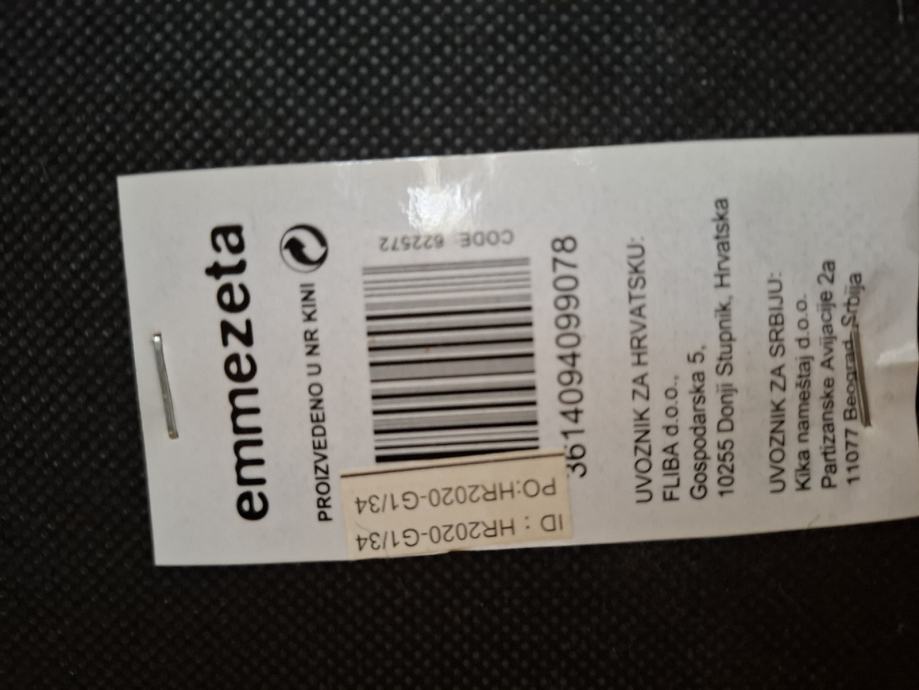 emmezeta
PROIZVEDENO U NR KINI
CODE: 622572
3614094099078
ID : HR2020-G1/34
PO:HR2020-G1/34
UVOZNIK ZA HRVATSKU:
FLIBA d.o.o.,
Gospodarska 5,
10255 Donji Stupnik, Hrvatska
UVOZNIK ZA SRBIJU:
Kika nameštaj d.o.o.
Partizanske Avijacije 2a
11077 Beograd, Srbija